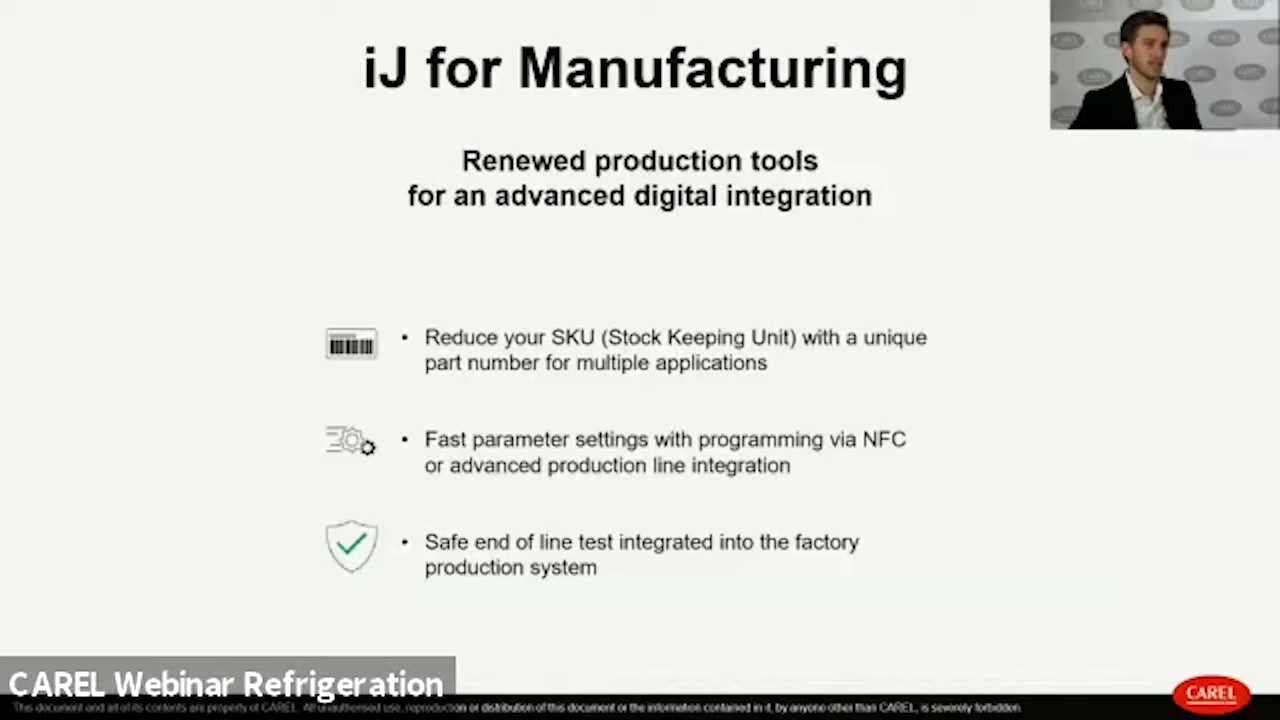 iJ for Manufacturing
Renewed production tools
for an advanced digital integration
• Reduce your SKU (Stock Keeping Unit) with a unique
part number for multiple applications
• Fast parameter settings with programming via NFC
or advanced production line integration
• Safe end of line test integrated into the factory
production system
CAREL Webinar Refrigeration
CAREL
This document and all of its contents are property of CAREL. All unauthorised use, reproduction or distribution of this document or the information contained in it, by anyone other than CAREL, is severely forbidden.